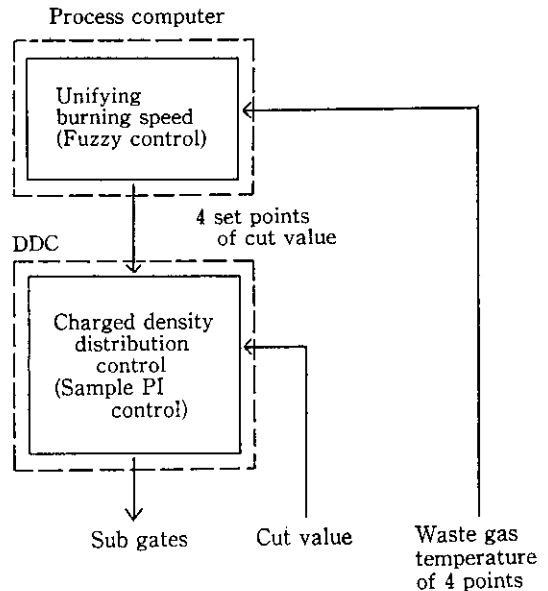 Process computer
Unifying
burning speed
(Fuzzy control)
4 set points
of cut value
DDC
Charged density
distribution
control
(Sample PI
control)
Sub gates
Cut value
Waste gas
temperature
of 4 points